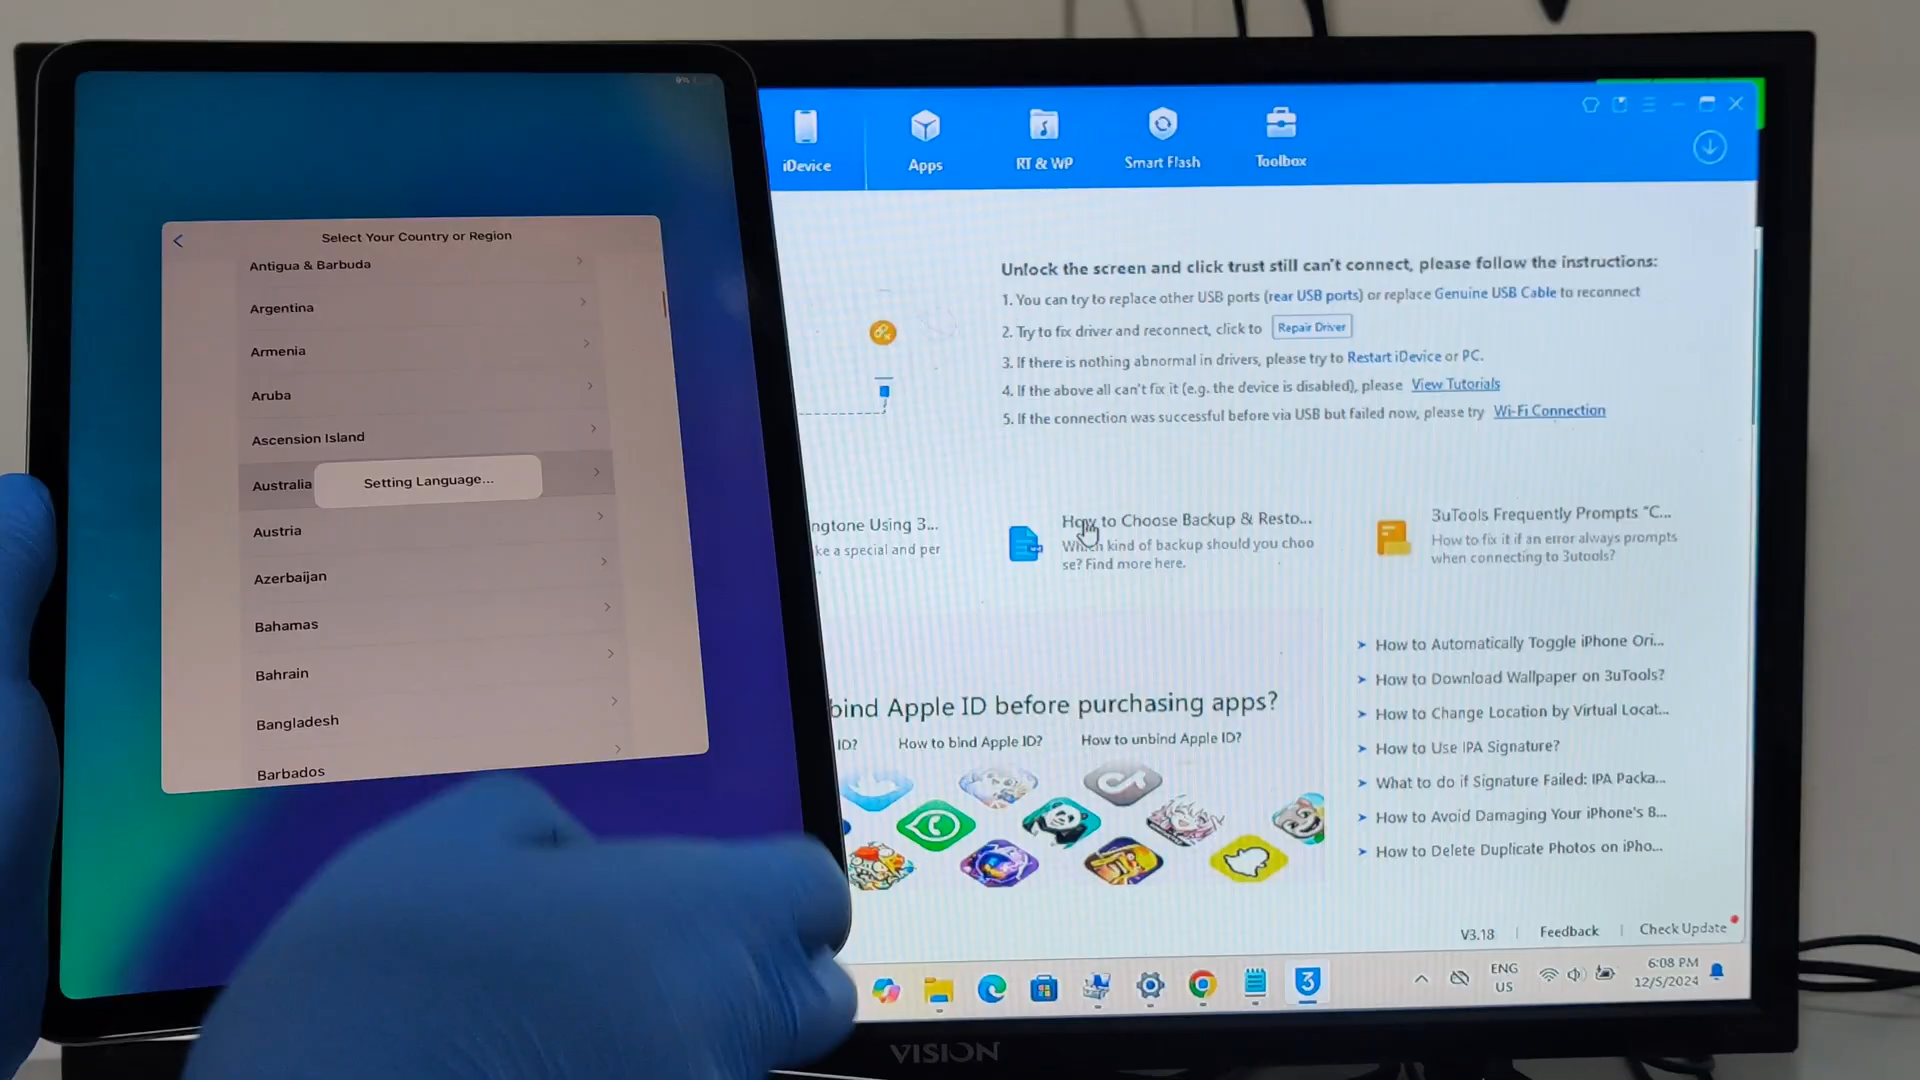 9%
Select Your Country or Region
Antigua & Barbuda
Argentina
Armenia
Aruba
Ascension Island
Australia
Setting Language...
Austria
Azerbaijan
Bahamas
Bahrain
Bangladesh
Barbados
iDevice
Apps
RT & WP
Smart Flash
Toolbox
Unlock the screen and click trust still can't connect, please follow the instructions:
1. You can try to replace other USB ports (rear USB ports) or replace Genuine USB Cable to reconnect
2. Try to fix driver and reconnect, click to Repair Driver
3. If there is nothing abnormal in drivers, please try to Restart iDevice or PC.
4. If the above all can't fix it (e.g. the device is disabled), please View Tutorials
5. If the connection was successful before via USB but failed now, please try Wi-Fi Connection
ngtone Using 3...
ke a special and per
How to Choose Backup & Resto...
Which kind of backup should you choo
se? Find more here.
3uTools Frequently Prompts "C...
How to fix it if an error always prompts
when connecting to 3utools?
bind Apple ID before purchasing apps?
ID?
How to bind Apple ID?
How to unbind Apple ID?
How to Automatically Toggle iPhone Ori...
How to Download Wallpaper on 3uTools?
How to Change Location by Virtual Locat...
How to Use IPA Signature?
What to do if Signature Failed: IPA Packa...
How to Avoid Damaging Your iPhone's 8...
How to Delete Duplicate Photos on iPho...
V3.18
Feedback
Check Update
3
ENG
US
6:08 PM
12/5/2024
VISION